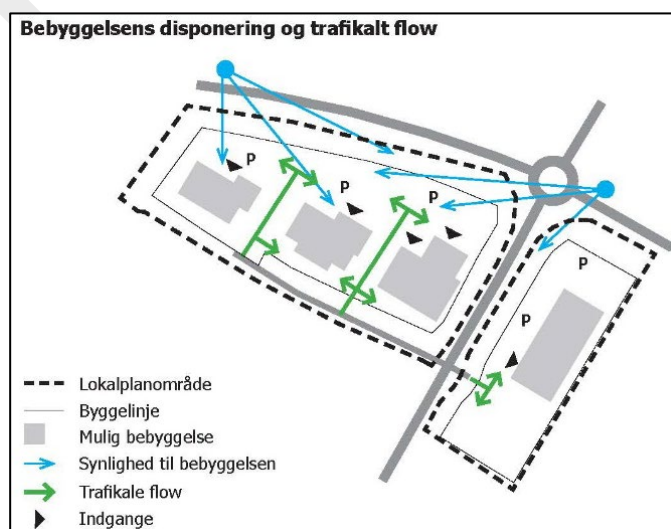 Bebyggelsens disponering og trafikalt flow
P
P
P
P
P
Lokalplanområde
Byggelinje
Mulig bebyggelse
Synlighed til bebyggelsen
Trafikale flow
Indgange